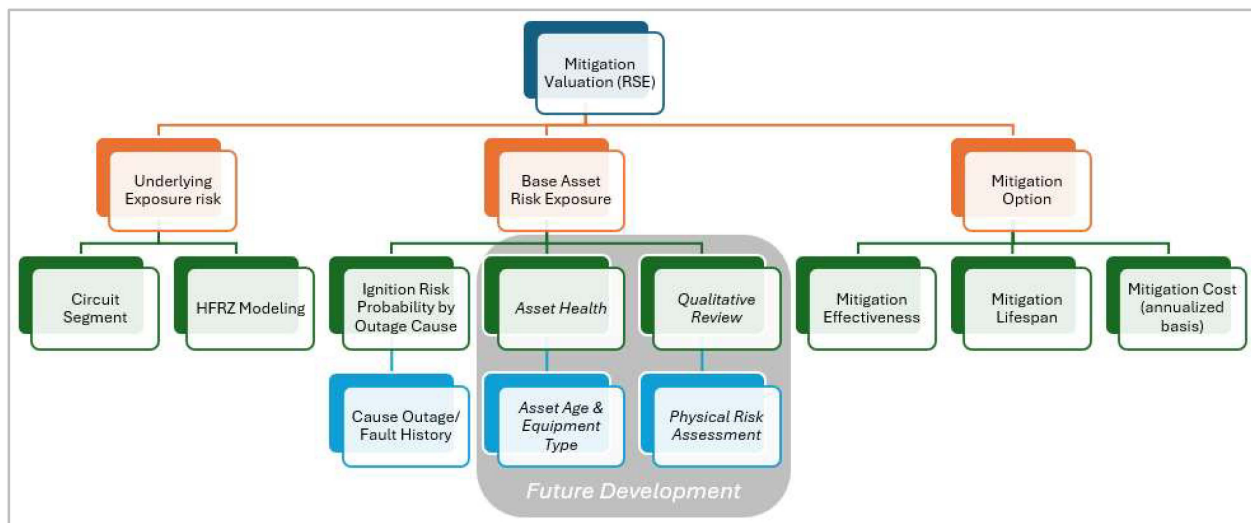 Mitigation
Valuation (RSE)
Underlying
Exposure risk
Base Asset
Risk Exposure
Mitigation
Option
Circuit
Segment
HFRZ Modeling
Ignition Risk
Probability by
Outage Cause
Asset Health
Qualitative
Review
Mitigation
Effectiveness
Mitigation
Lifespan
Mitigation Cost
(annualized
basis)
Cause Outage/
Fault History
Asset Age &
Equipment
Type
Physical Risk
Assessment
Future Development